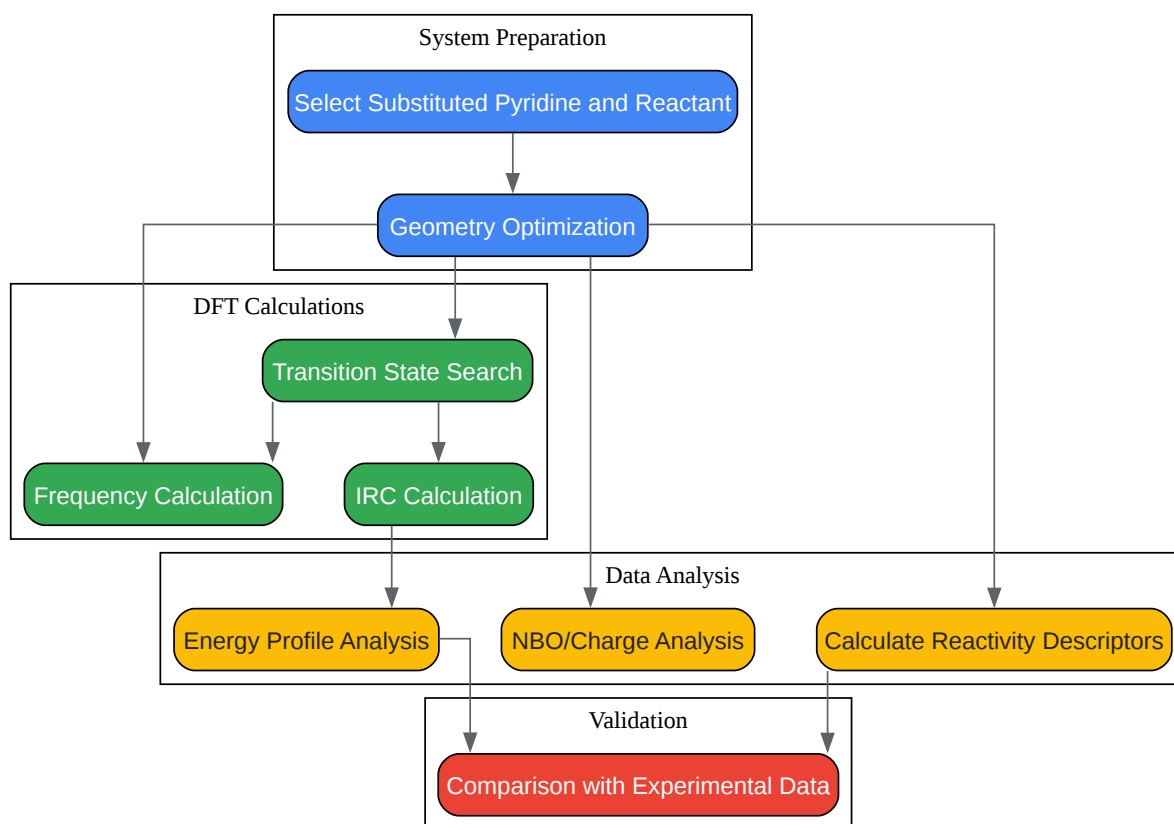 System Preparation
Select Substituted Pyridine and Reactant
Geometry Optimization
DFT Calculations
Transition State Search
Frequency Calculation
IRC Calculation
Data Analysis
Energy Profile Analysis
NBO/Charge Analysis
Calculate Reactivity Descriptors
Validation
Comparison with Experimental Data